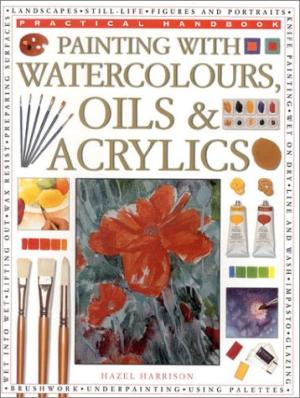 LANDSCAPES • STILL-LIFE • FIGURES AND PORTRAITS
PRACTICAL HANDBOOK
PAINTING WITH
WATERCOLOURS,
OILS &
ACRYLICS
KNIFE PAINTING • WET ON DRY • LINE AND WASH • IMPASTO • GLAZING
WET INTO WET • LIFTING OUT • WAX RESIST • PREPARING SURFACES
HAZEL HARRISON
BRUSHWORK • UNDERPAINTING • USING PALETTES